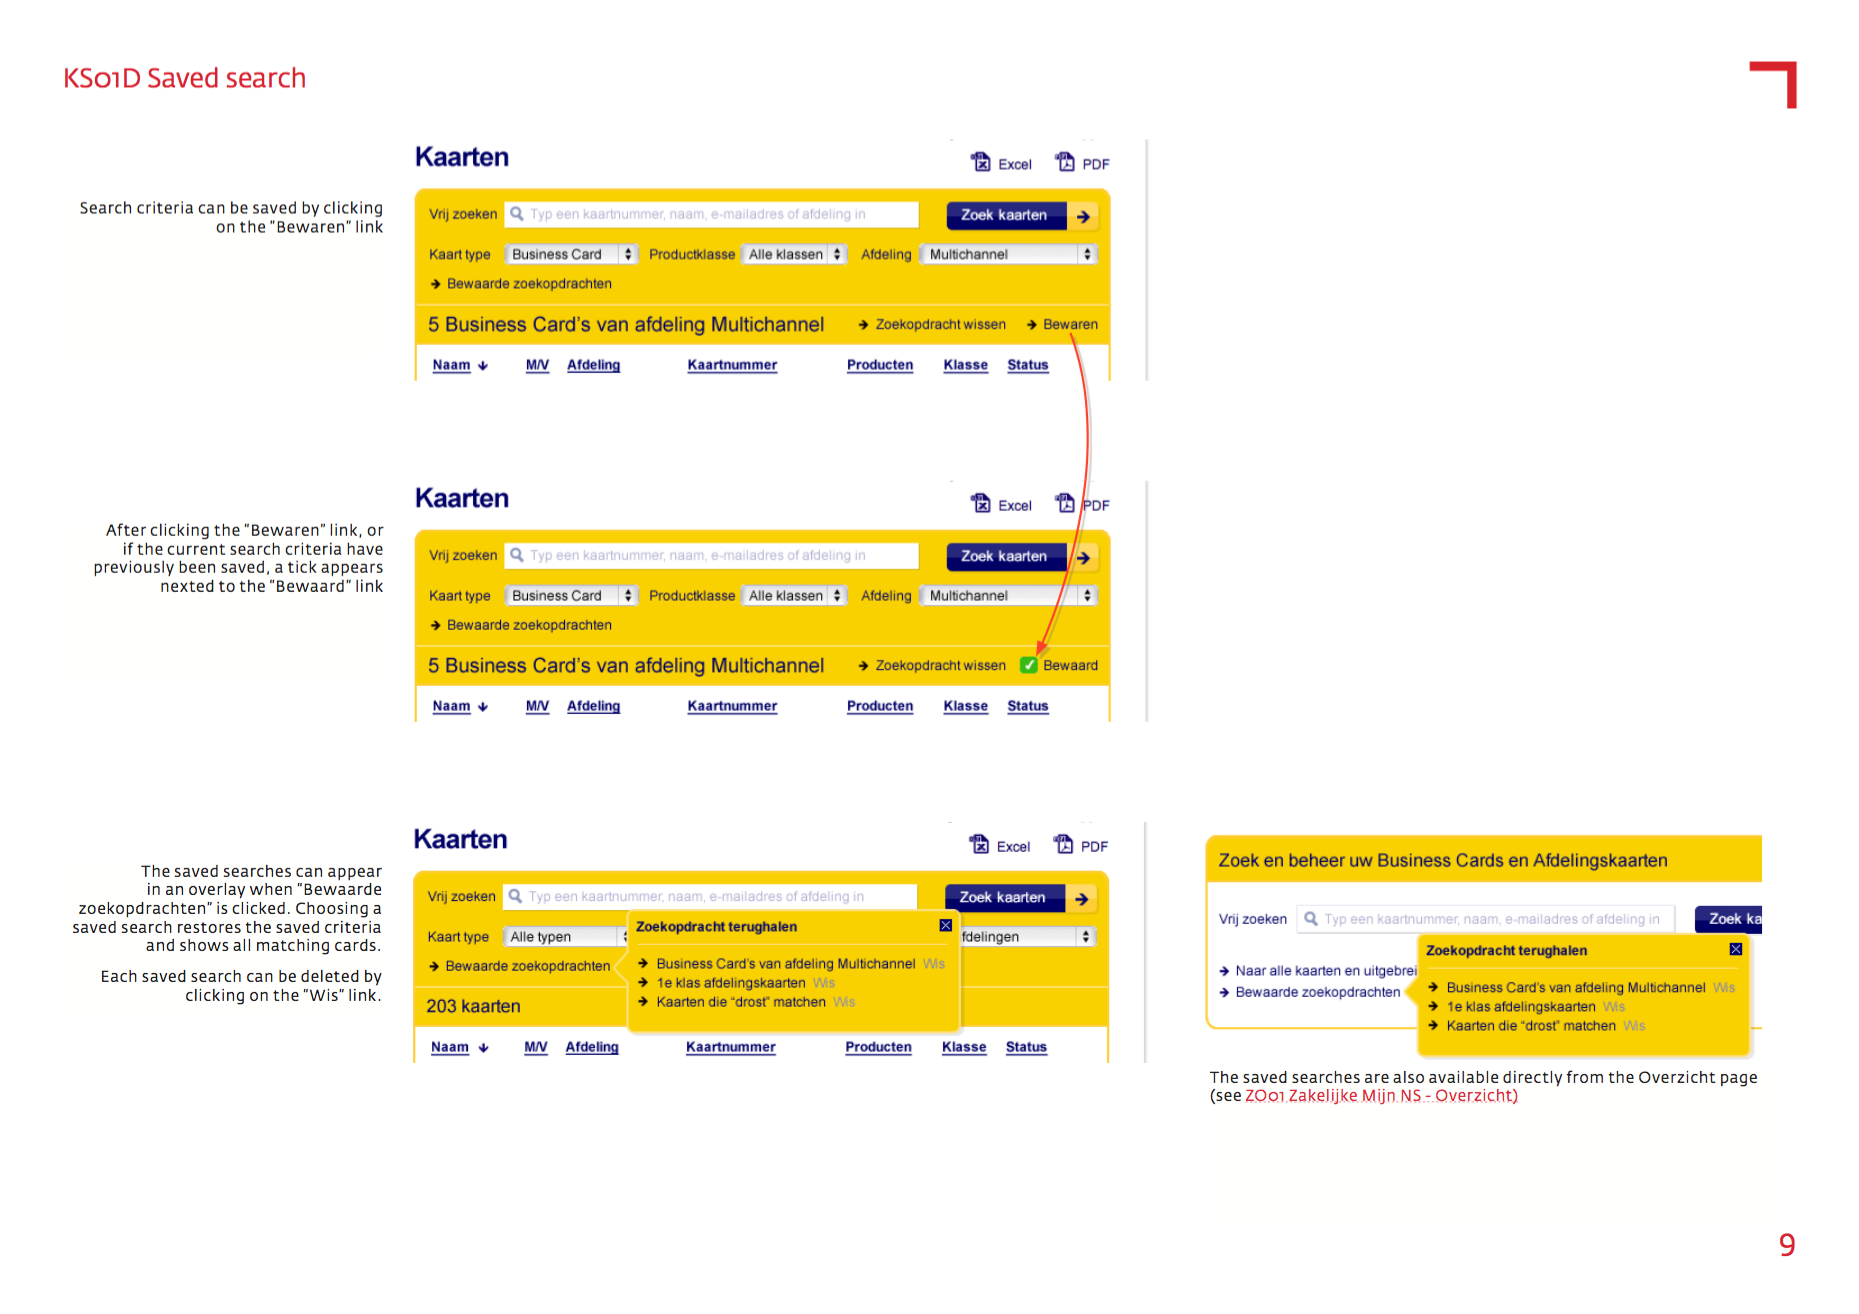 KS01D Saved search
Search criteria can be saved by clicking
on the "Bewaren" link
Kaarten
Excel PDF
Vrij zoeken Typ een kaartnummer, naam, e-mailadres of afdeling in Zoek kaarten
Kaart type Business Card Productklasse Alle klassen Afdeling Multichannel
Bewaarde zoekopdrachten
5 Business Card's van afdeling Multichannel Zoekopdracht wissen Bewaren
Naam M/V Afdeling Kaartnummer Producten Klasse Status
After clicking the "Bewaren" link, or
if the current search criteria have
previously been saved, a tick appears
nexted to the "Bewaard" link
Kaarten
Excel PDF
Vrij zoeken Typ een kaartnummer, naam, e-mailadres of afdeling in Zoek kaarten
Kaart type Business Card Productklasse Alle klassen Afdeling Multichannel
Bewaarde zoekopdrachten
5 Business Card's van afdeling Multichannel Zoekopdracht wissen Bewaard
Naam M/V Afdeling Kaartnummer Producten Klasse Status
The saved searches can appear
in an overlay when "Bewaarde
zoekopdrachten" is clicked. Choosing a
saved search restores the saved criteria
and shows all matching cards.
Each saved search can be deleted by
clicking on the "Wis" link.
Kaarten
Excel PDF
Vrij zoeken Typ een kaartnummer, naam, e-mailadres of afdeling in Zoek kaarten
Kaart type Alle typen fdelingen
Bewaarde zoekopdrachten
203 kaarten
Zoekopdracht terughalen
Business Card's van afdeling Multichannel Wis
1e klas afdelingskaarten Wis
Kaarten die "drost" matchen Wis
Naam M/V Afdeling Kaartnummer Producten Klasse Status
Zoek en beheer uw Business Cards en Afdelingskaarten
Vrij zoeken Typ een kaartnummer, naam, e-mailadres of afdeling in Zoek ka
Naar alle kaarten en uitgebrei
Bewaarde zoekopdrachten
Zoekopdracht terughalen
Business Card's van afdeling Multichannel Wis
1e klas afdelingskaarten Wis
Kaarten die "drost" matchen Wis
The saved searches are also available directly from the Overzicht page
(see ZO01 Zakelijke Mijn NS - Overzicht)
9